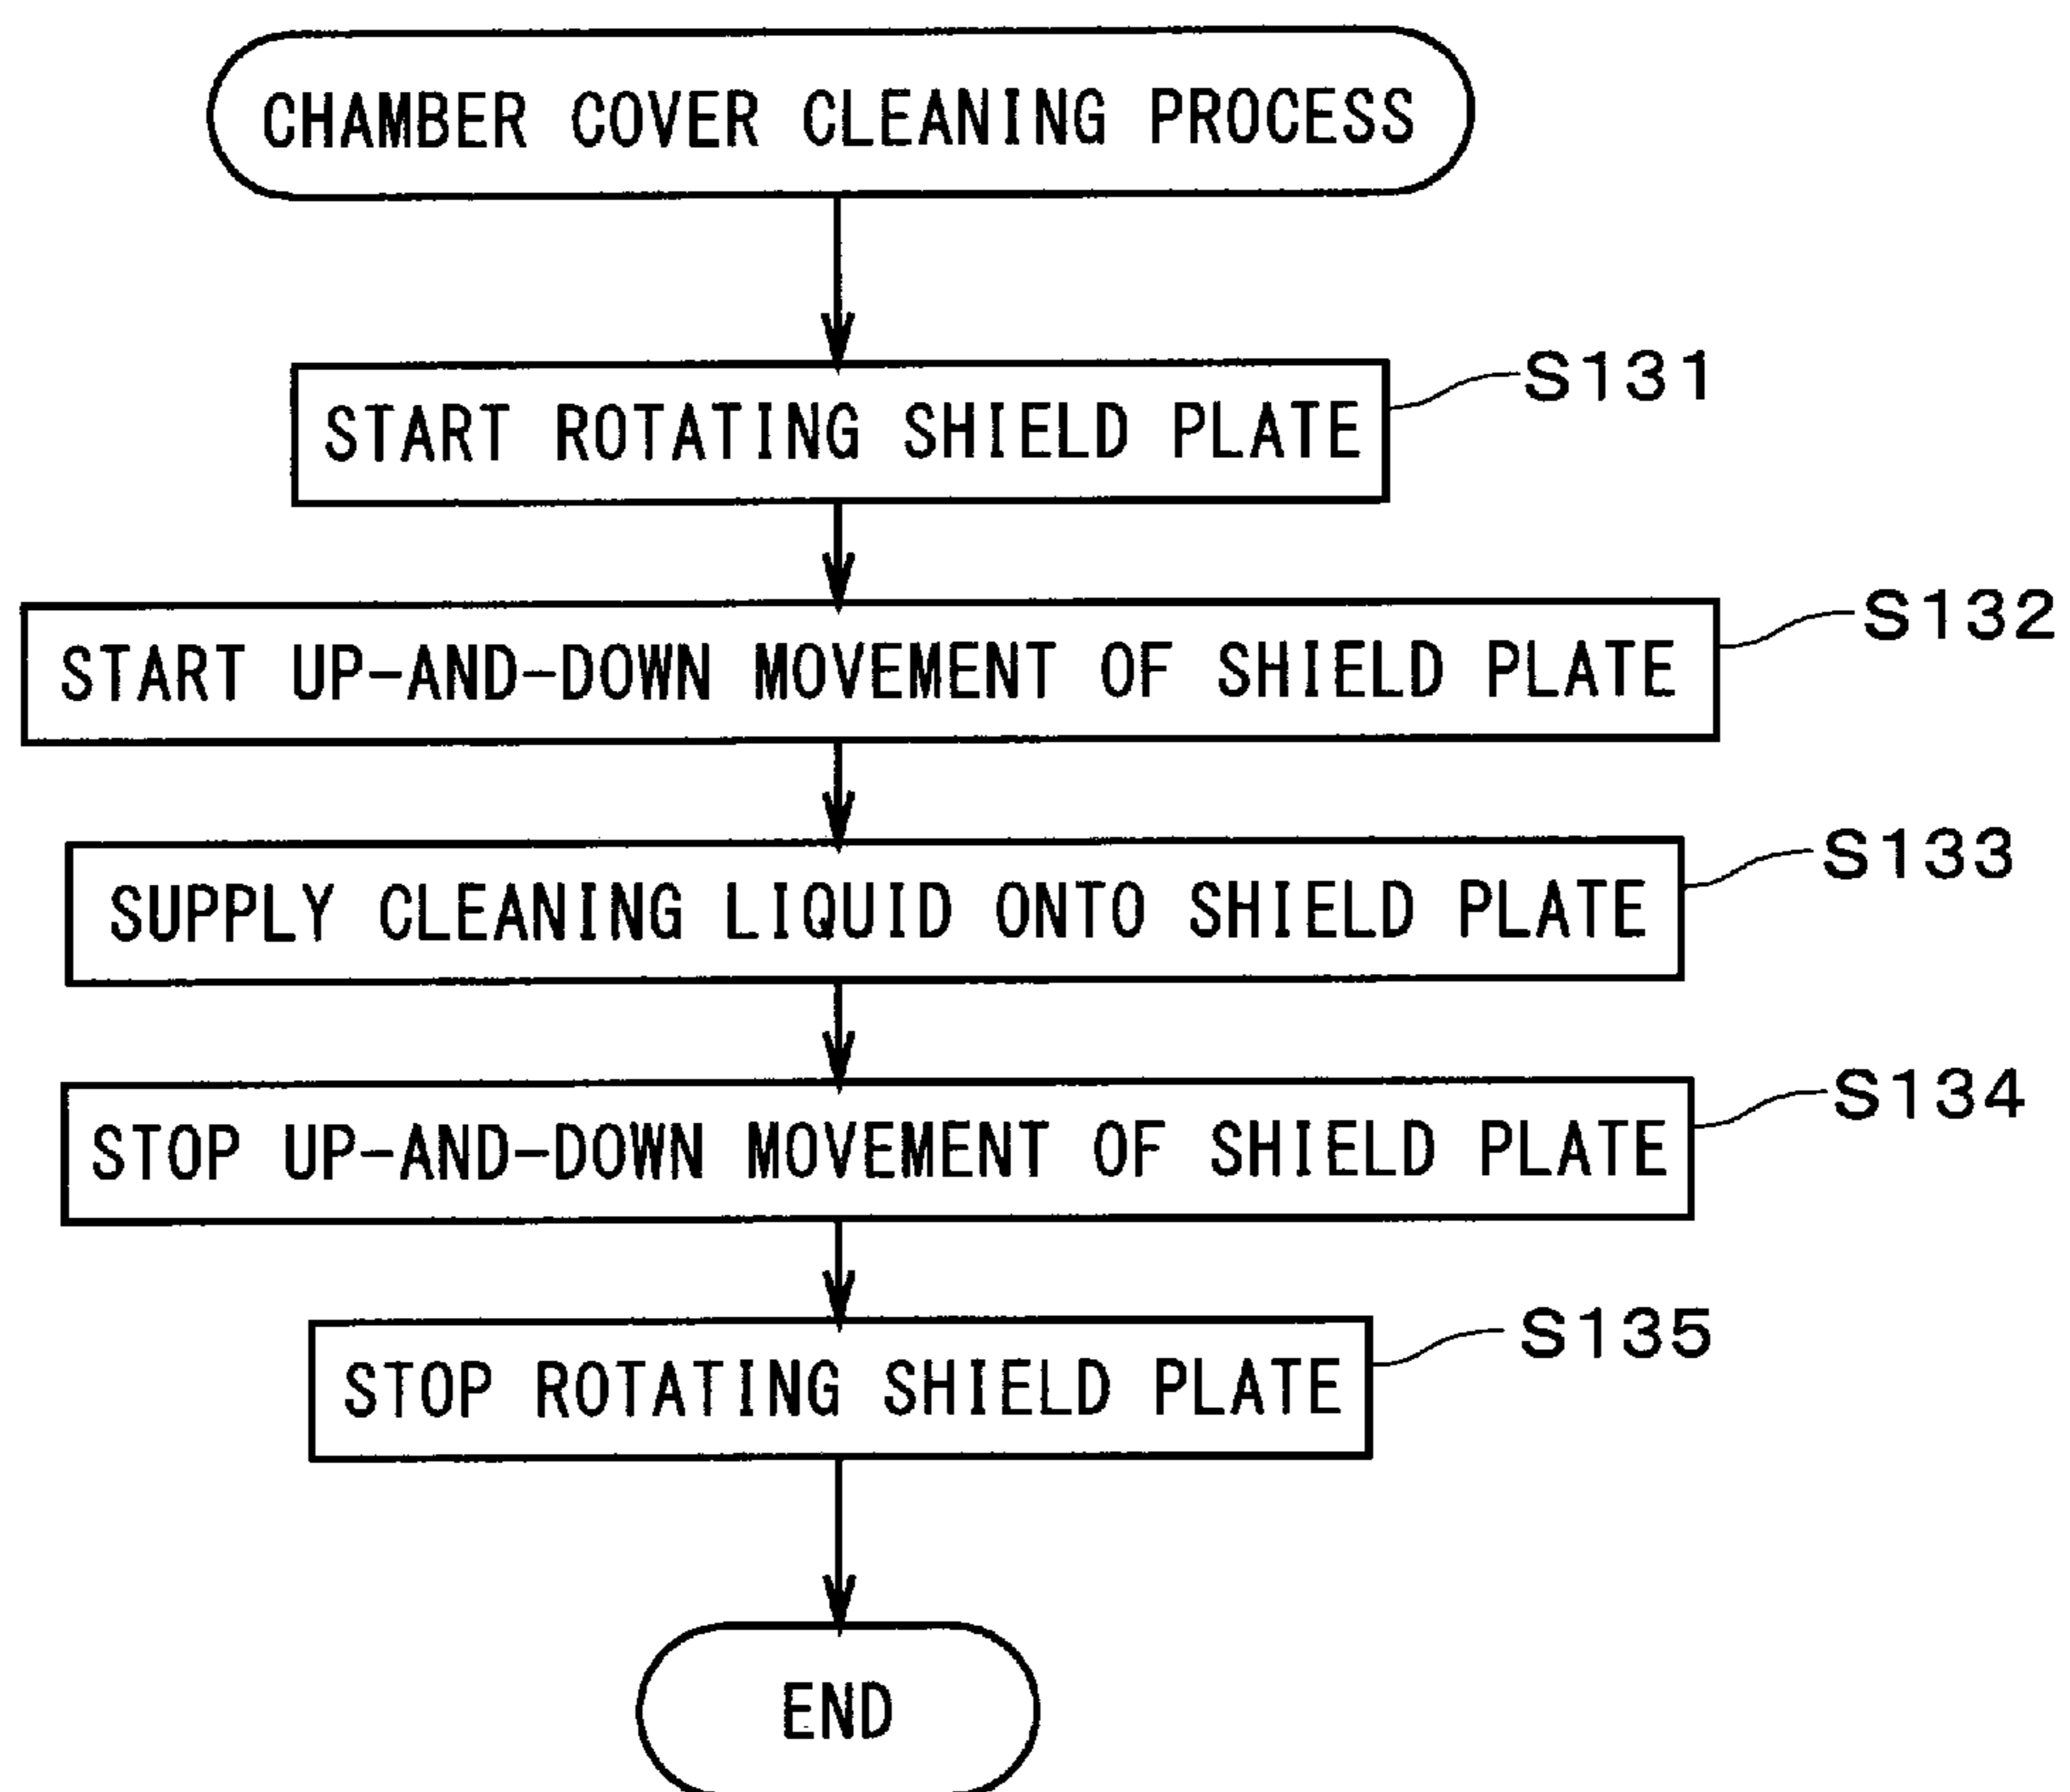 CHAMBER COVER CLEANING PROCESS
START ROTATING SHIELD PLATE
S131
START UP-AND-DOWN MOVEMENT OF SHIELD PLATE
S132
SUPPLY CLEANING LIQUID ONTO SHIELD PLATE
S133
STOP UP-AND-DOWN MOVEMENT OF SHIELD PLATE
S134
STOP ROTATING SHIELD PLATE
S135
END